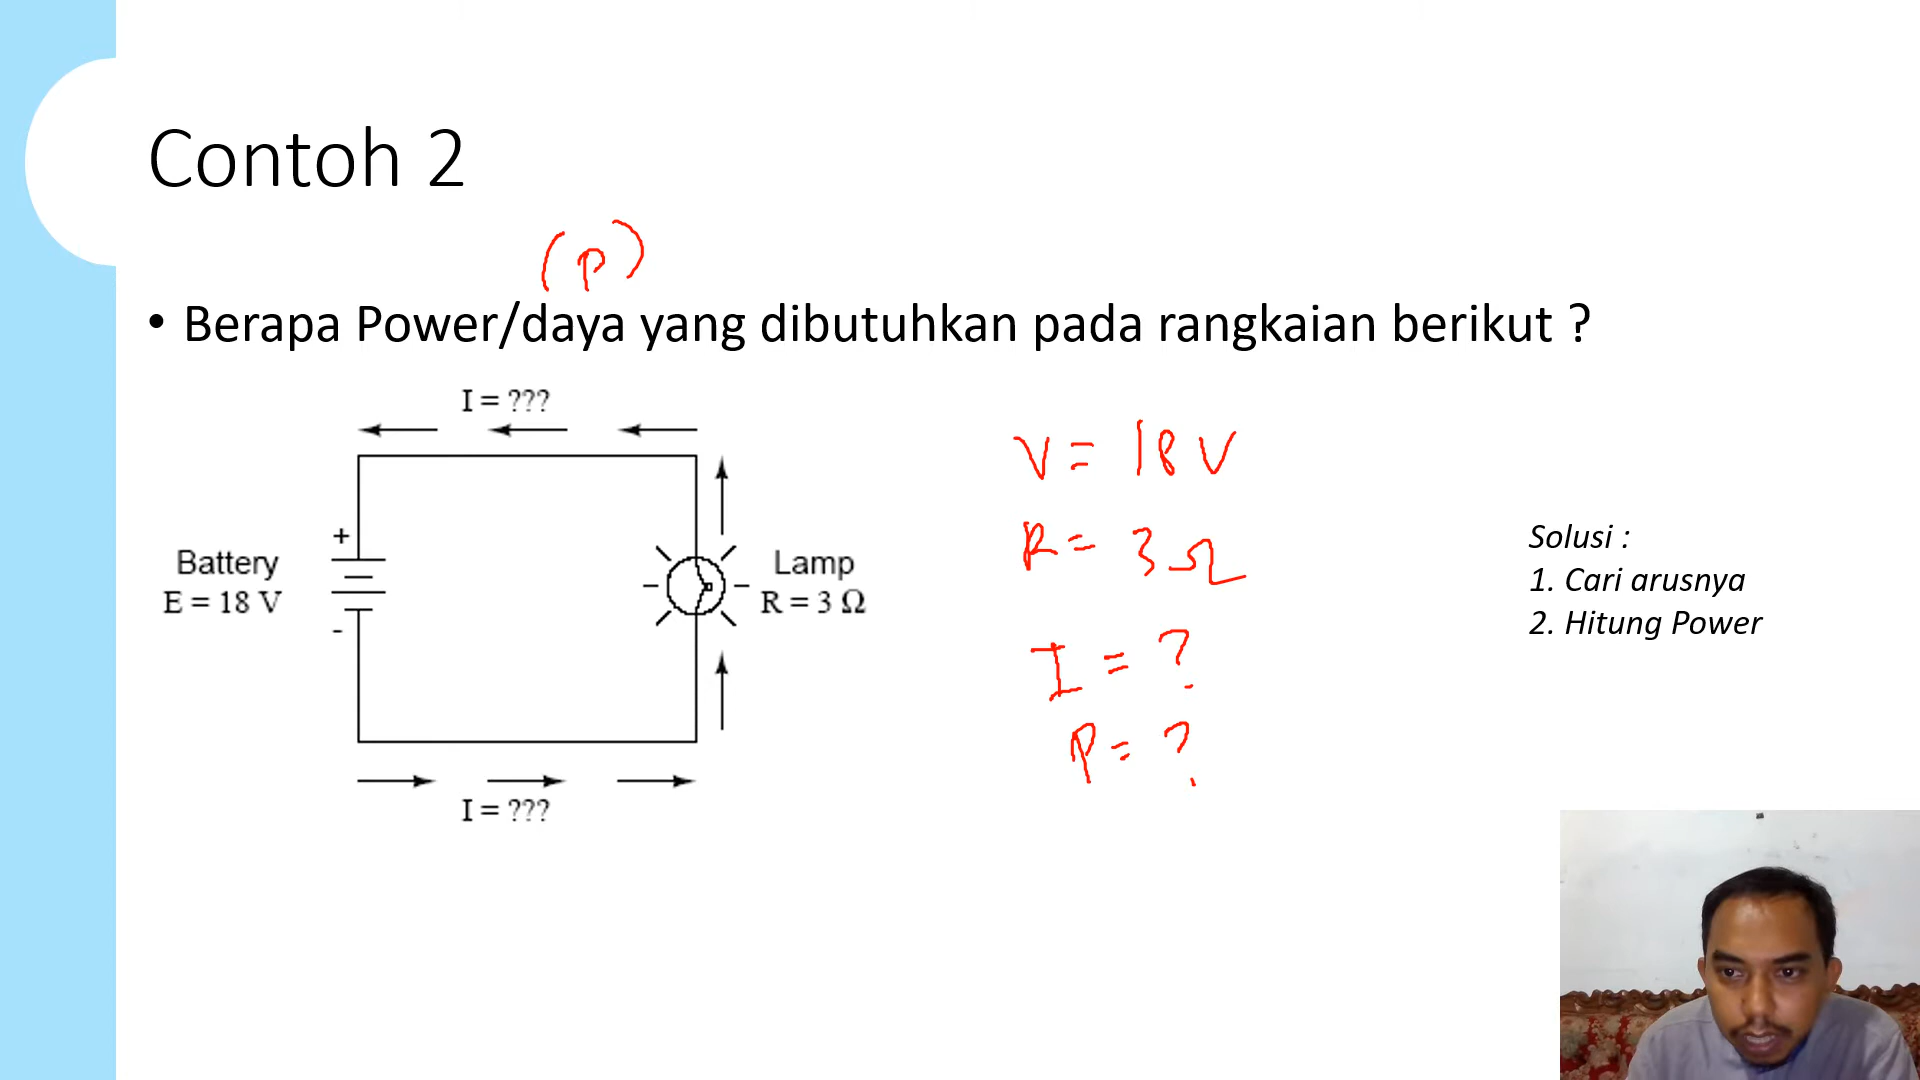 Contoh 2
(P)
• Berapa Power/daya yang dibutuhkan pada rangkaian berikut ?
I = ???
+
Battery
E = 18 V
-
Lamp
R = 3 Ω
I = ???
V = 18 V
R = 3 Ω
I = ?
P = ?
Solusi :
1. Cari arusnya
2. Hitung Power